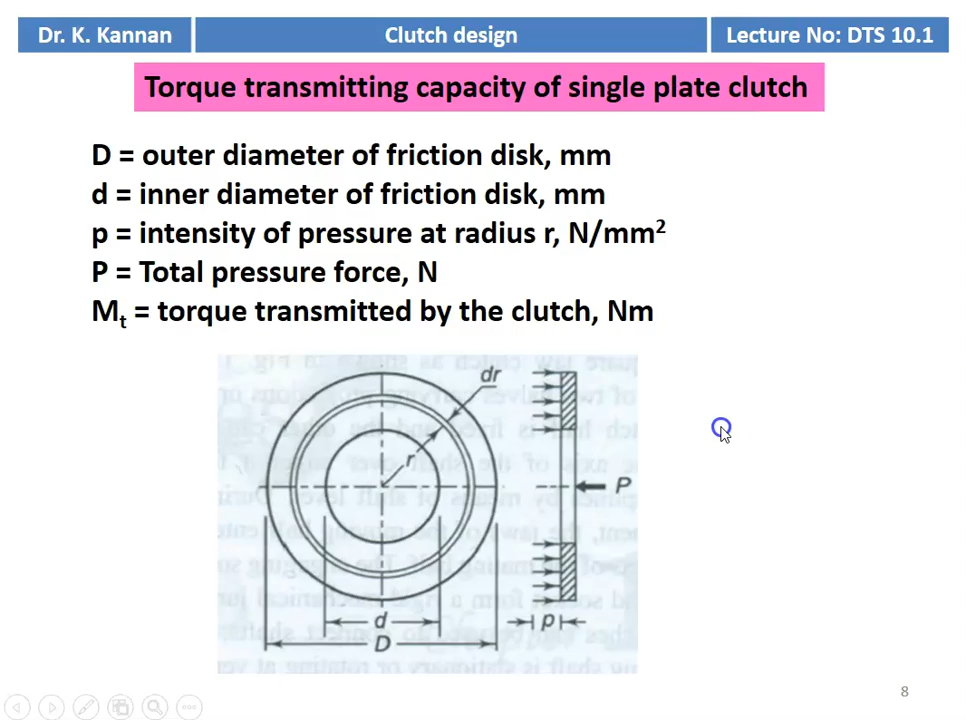 Dr. K. Kannan
Clutch design
Lecture No: DTS 10.1
Torque transmitting capacity of single plate clutch
D = outer diameter of friction disk, mm
d = inner diameter of friction disk, mm
p = intensity of pressure at radius r, N/mm²
P = Total pressure force, N
Mₜ = torque transmitted by the clutch, Nm
dr
r
P
d
p
D
8